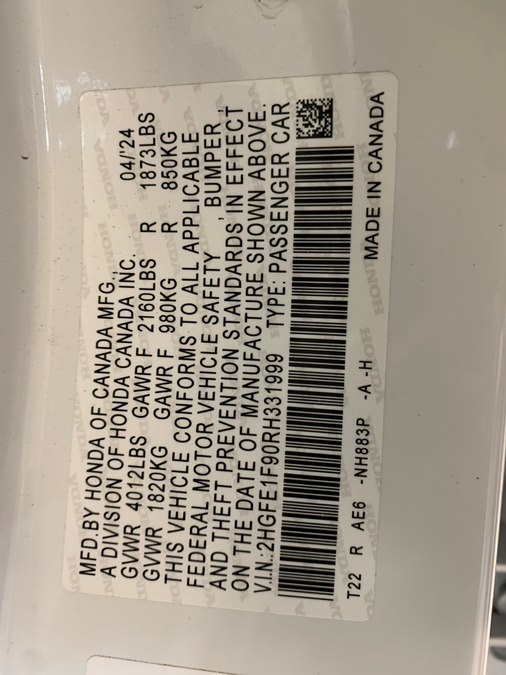 MFD.BY HONDA OF CANADA MFG., 04/'24
A DIVISION OF HONDA CANADA INC.
GVWR 4012LBS GAWR F 2160LBS R 1873LBS
GVWR 1820KG GAWR F 980KG R 850KG
THIS VEHICLE CONFORMS TO ALL APPLICABLE
FEDERAL MOTOR VEHICLE SAFETY, BUMPER,
AND THEFT PREVENTION STANDARDS IN EFFECT
ON THE DATE OF MANUFACTURE SHOWN ABOVE.
V.I.N.:2HGFE1F90RH331999 TYPE: PASSENGER CAR
T22 R AE6 -NH883P -A -H MADE IN CANADA